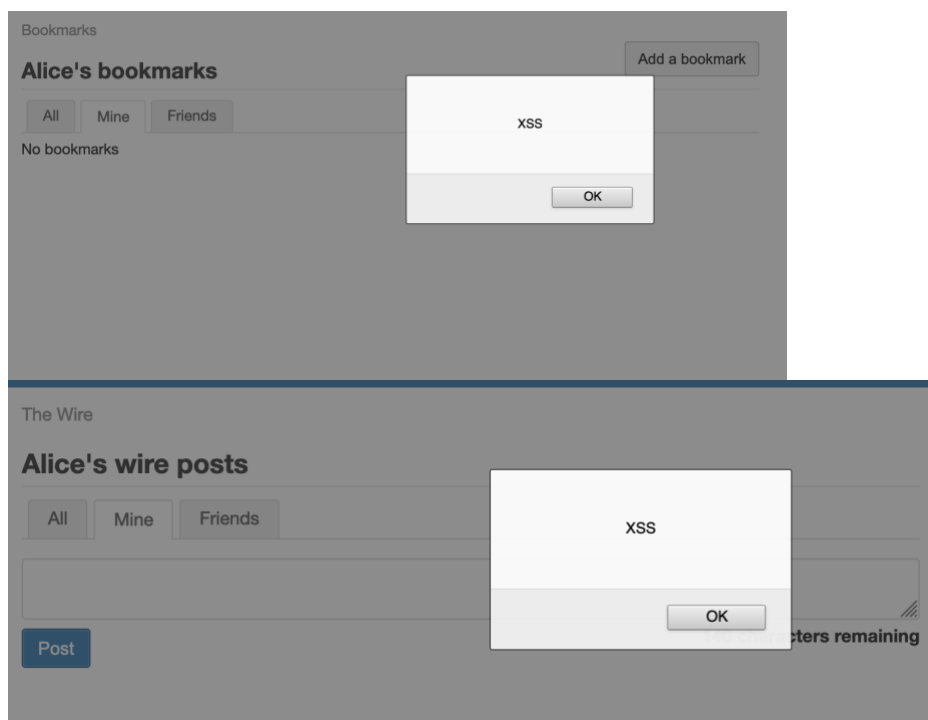 Bookmarks
Alice's bookmarks
Add a bookmark
All Mine Friends
No bookmarks
XSS
OK
The Wire
Alice's wire posts
All Mine Friends
XSS
OK
Post
characters remaining